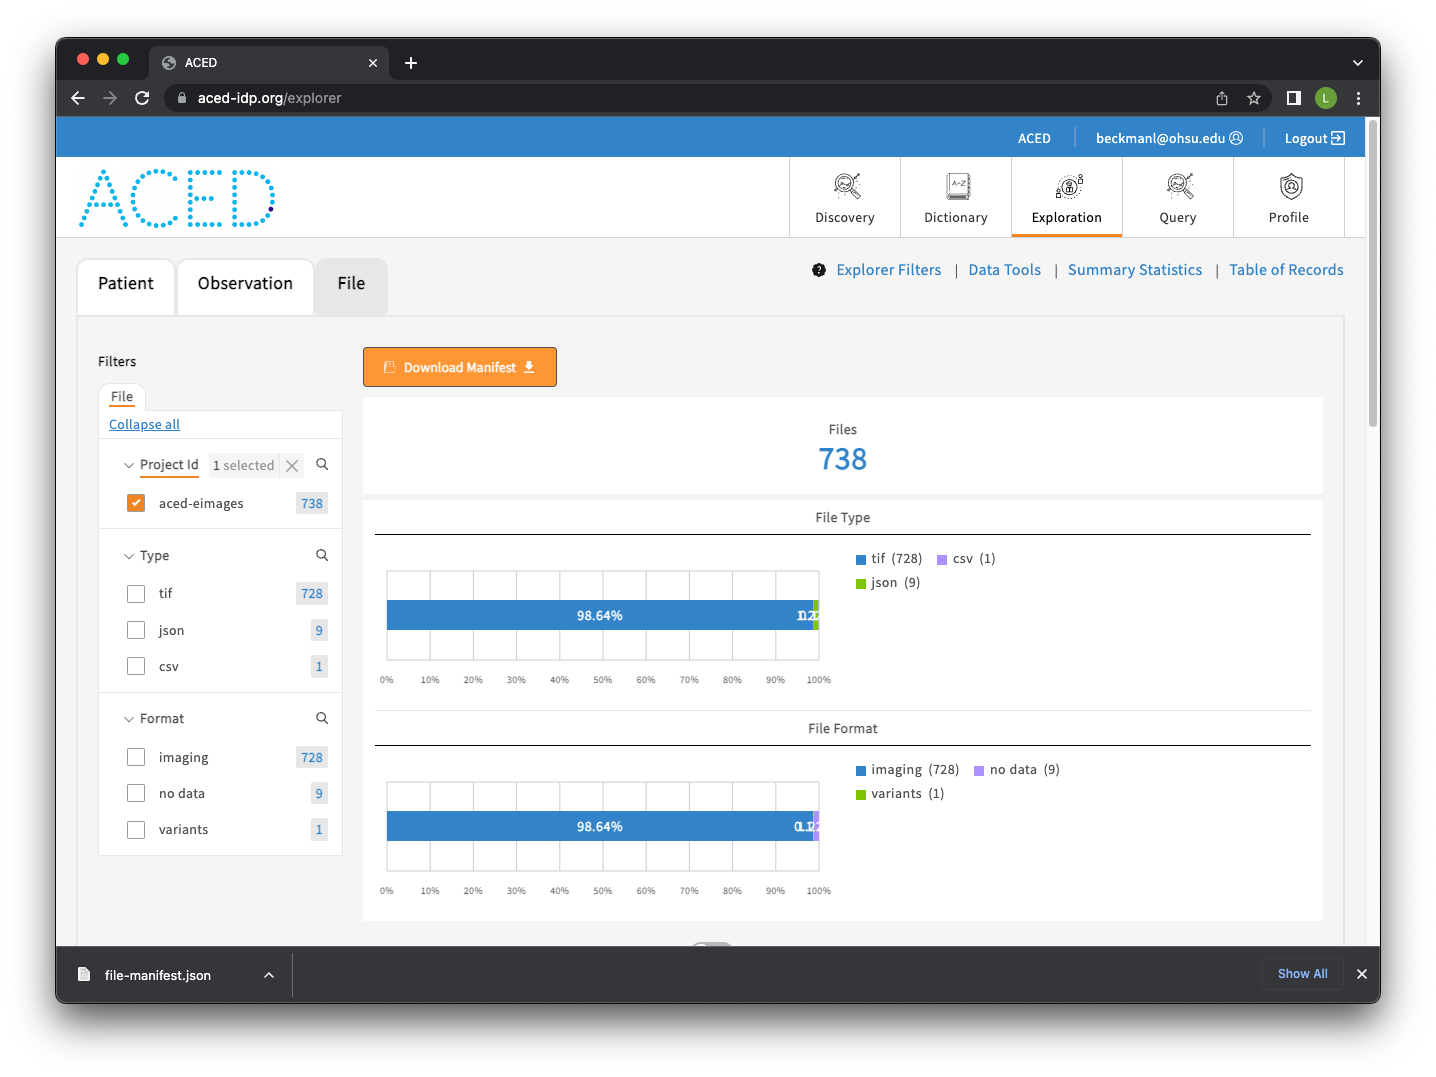 ACED
aced-idp.org/explorer
L
ACED
beckmanl@ohsu.edu
Logout
ACED
Discovery
A-Z
Dictionary
Exploration
Query
Profile
Patient
Observation
File
? Explorer Filters | Data Tools | Summary Statistics | Table of Records
Filters
Download Manifest
File
Collapse all
Project Id 1 selected
aced-eimages 738
Type
tif 728
json 9
csv 1
Format
imaging 728
no data 9
variants 1
Files
738
File Type
tif (728) csv (1)
json (9)
98.64%
0% 10% 20% 30% 40% 50% 60% 70% 80% 90% 100%
File Format
imaging (728) no data (9)
variants (1)
98.64%
0% 10% 20% 30% 40% 50% 60% 70% 80% 90% 100%
file-manifest.json
Show All